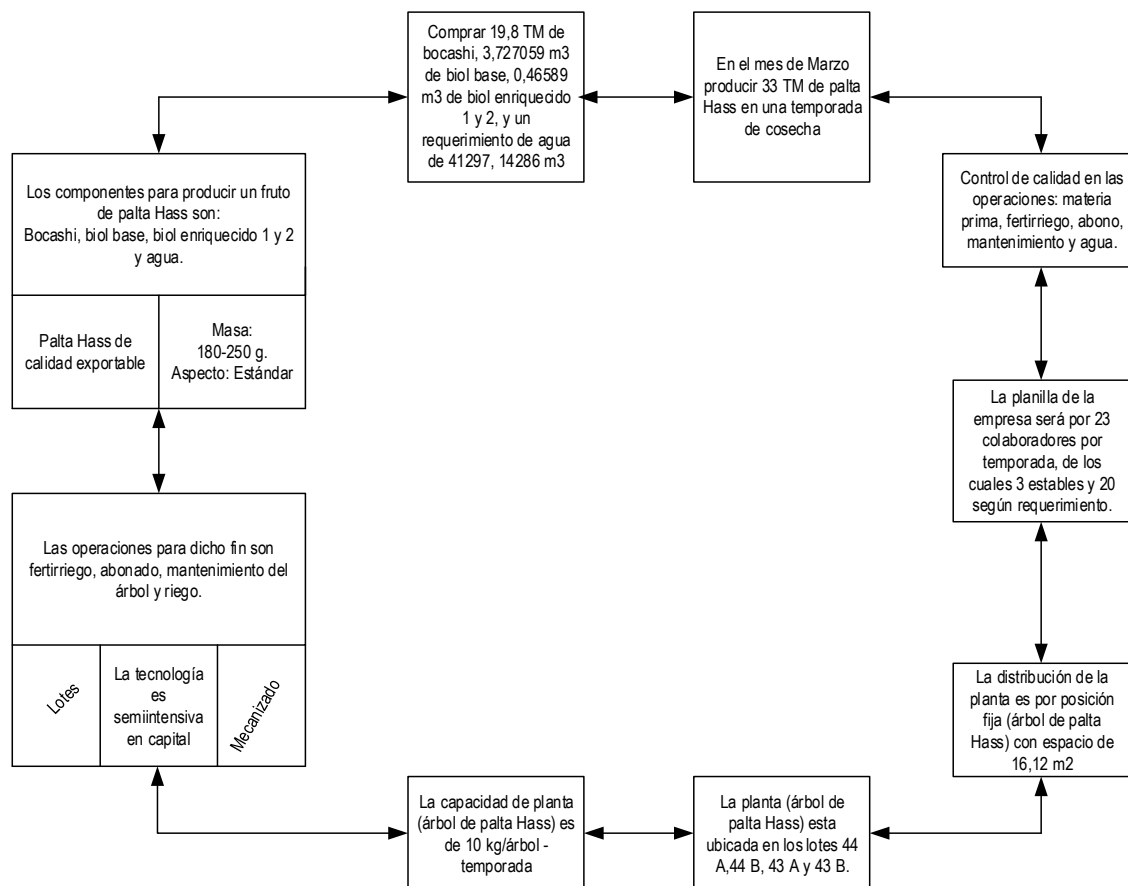 Comprar 19,8 TM de
bocashi, 3,727059 m3
de biol base, 0,46589
m3 de biol enriquecido
1 y 2, y un
requerimiento de agua
de 41297, 14286 m3
En el mes de Marzo
producir 33 TM de palta
Hass en una temporada
de cosecha
Los componentes para producir un fruto
de palta Hass son:
Bocashi, biol base, biol enriquecido 1 y 2
y agua.
Palta Hass de
calidad exportable
Masa:
180-250 g.
Aspecto: Estándar
Control de calidad en las
operaciones: materia
prima, fertirriego, abono,
mantenimiento y agua.
La planilla de la
empresa será por 23
colaboradores por
temporada, de los
cuales 3 estables y 20
según requerimiento.
Las operaciones para dicho fin son
fertirriego, abonado, mantenimiento del
árbol y riego.
Lotes
La tecnología
es
semiintensiva
en capital
Mecanizado
La distribución de la
planta es por posición
fija (árbol de palta
Hass) con espacio de
16,12 m2
La capacidad de planta
(árbol de palta Hass) es
de 10 kg/árbol -
temporada
La planta (árbol de
palta Hass) esta
ubicada en los lotes 44
A,44 B, 43 A y 43 B.